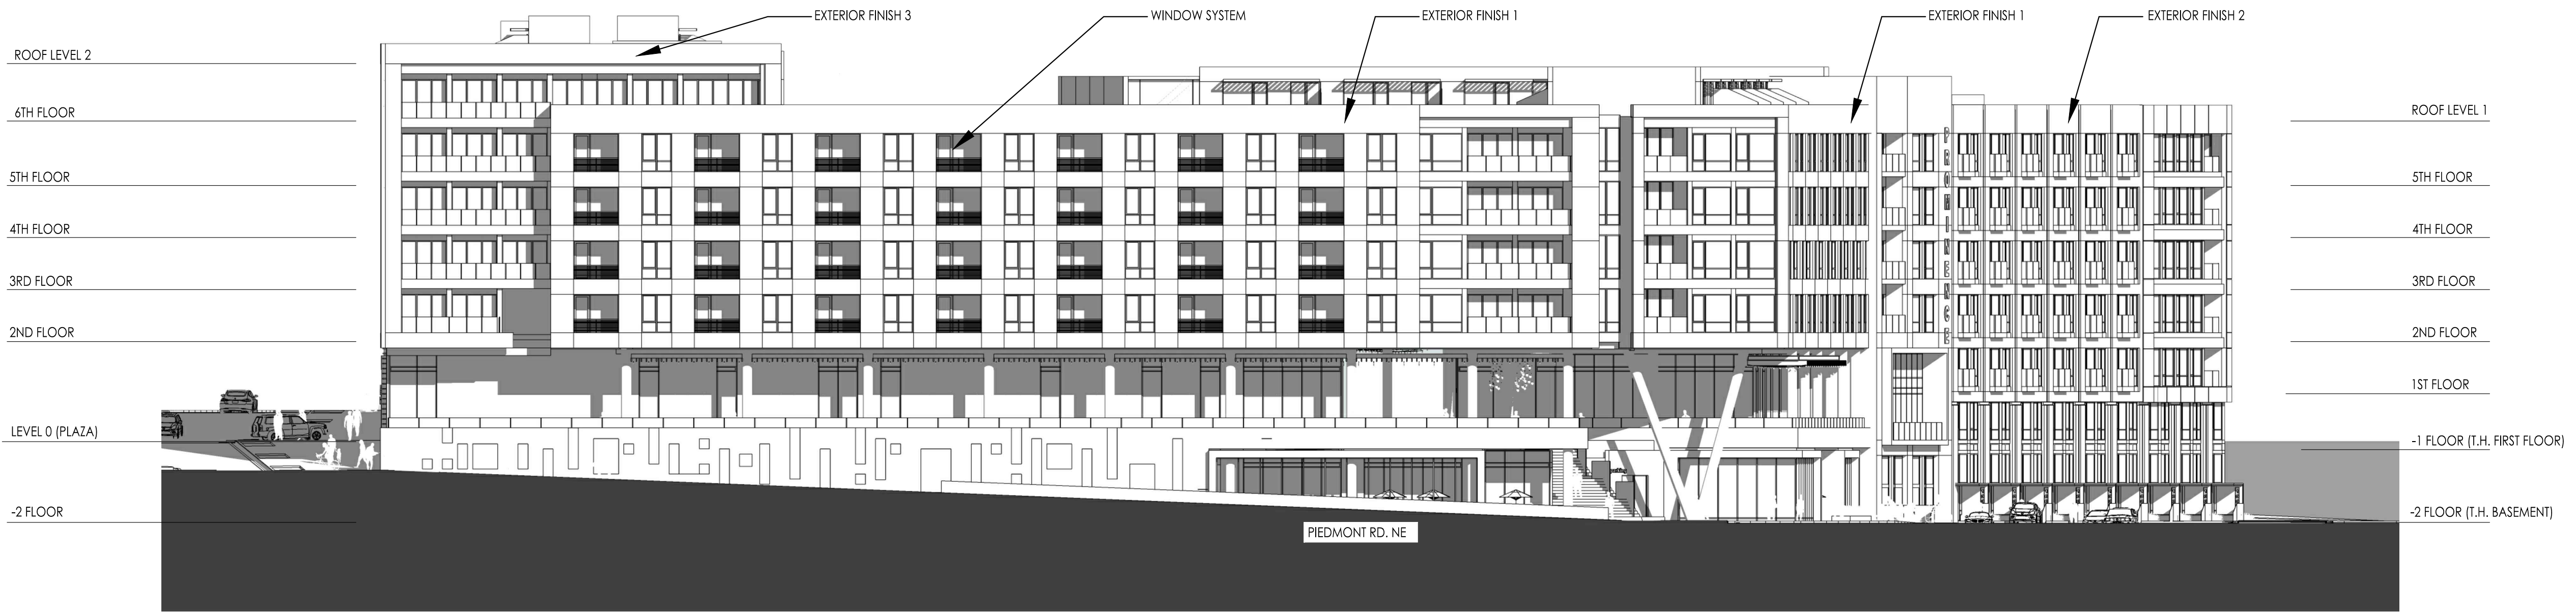 EXTERIOR FINISH 3
WINDOW SYSTEM
EXTERIOR FINISH 1
EXTERIOR FINISH 1
EXTERIOR FINISH 2
ROOF LEVEL 2
6TH FLOOR
5TH FLOOR
4TH FLOOR
3RD FLOOR
2ND FLOOR
LEVEL 0 (PLAZA)
-2 FLOOR
PROMINENCE
parking
PIEDMONT RD. NE
ROOF LEVEL 1
5TH FLOOR
4TH FLOOR
3RD FLOOR
2ND FLOOR
1ST FLOOR
-1 FLOOR (T.H. FIRST FLOOR)
-2 FLOOR (T.H. BASEMENT)